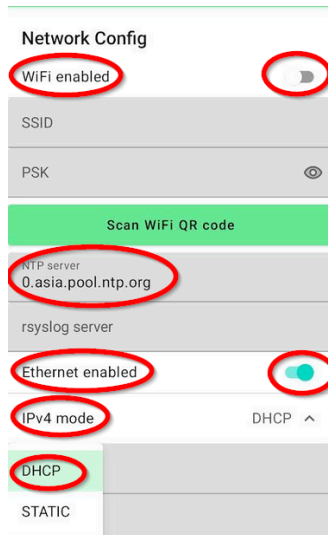 Network Config
WiFi enabled
SSID
PSK
Scan WiFi QR code
NTP server
0.asia.pool.ntp.org
rsyslog server
Ethernet enabled
IPv4 mode DHCP
DHCP
STATIC